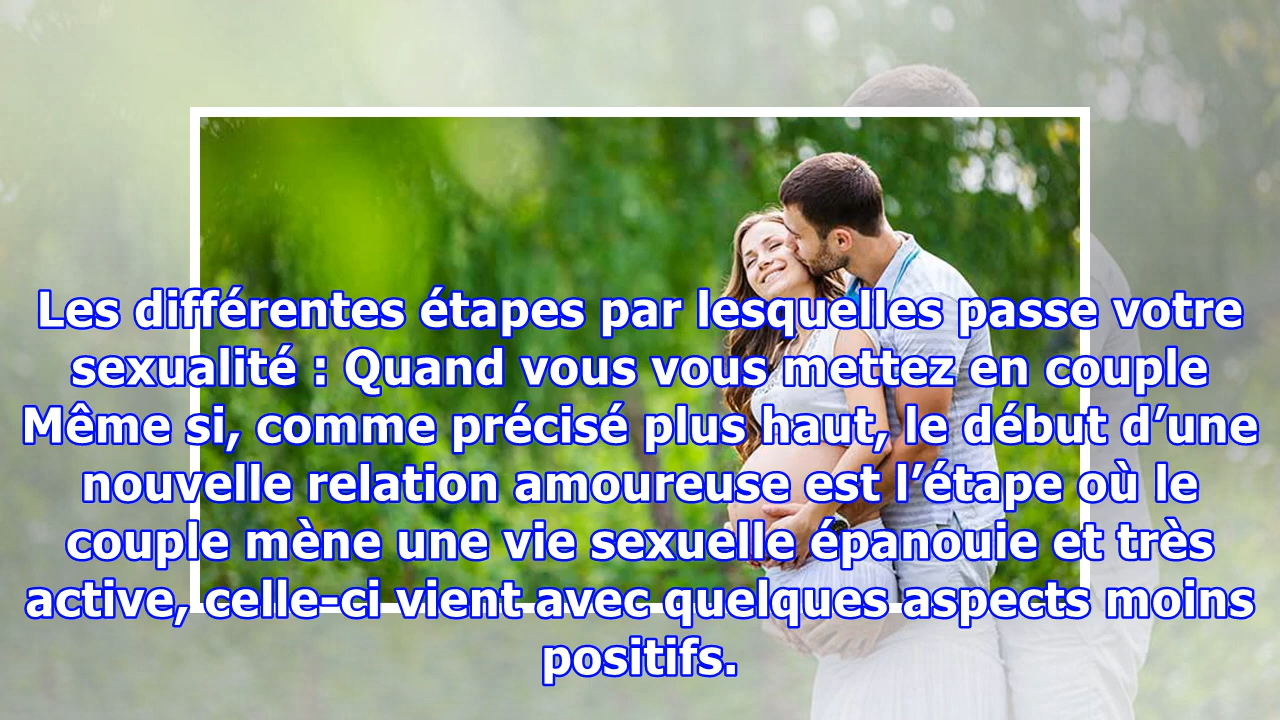 Les différentes étapes par lesquelles passe votre
sexualité : Quand vous vous mettez en couple
Même si, comme précisé plus haut, le début d’une
nouvelle relation amoureuse est l’étape où le
couple mène une vie sexuelle épanouie et très
active, celle-ci vient avec quelques aspects moins
positifs.